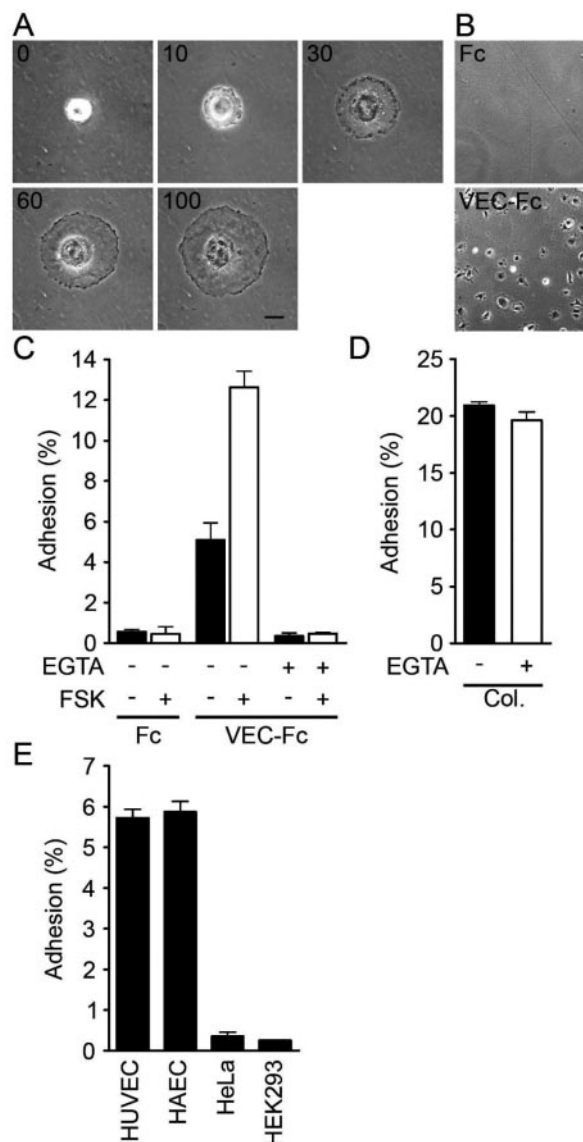 A
0
10
30
60
100
B
Fc
VEC-Fc
C
14
12
10
8
6
4
2
0
Adhesion (%)
EGTA - - - - + +
FSK - + - + - +
Fc VEC-Fc
D
25
20
15
10
5
0
Adhesion (%)
EGTA - +
Col.
E
7
6
5
4
3
2
1
0
Adhesion (%)
HUVEC
HAEC
HeLa
HEK293